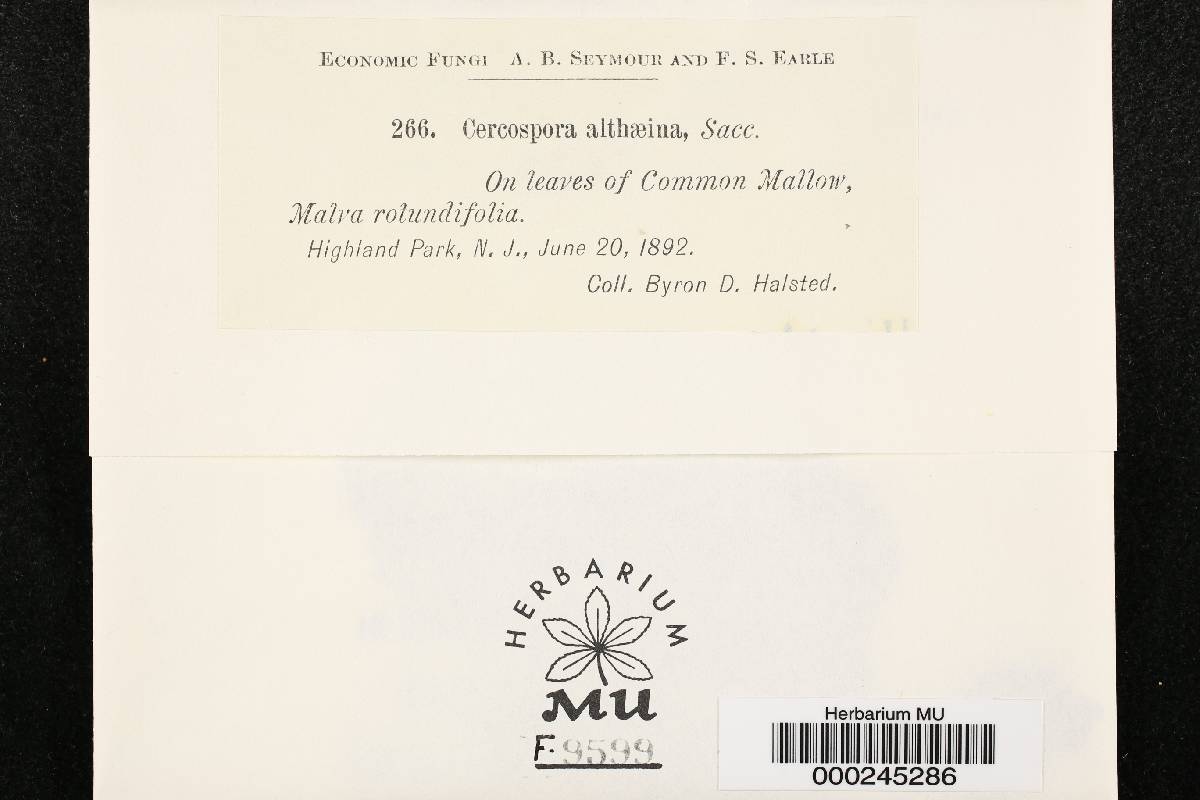 Economic Fungi A. B. Seymour and F. S. Earle
266. Cercospora althæina, Sacc.
On leaves of Common Mallow,
Malva rotundifolia.
Highland Park, N. J., June 20, 1892.
Coll. Byron D. Halsted.
HERBARIUM
MU
F. 9599
Herbarium MU
000245286